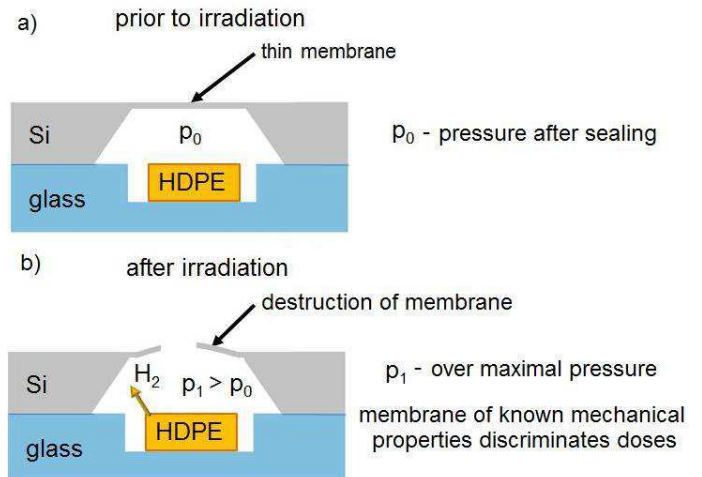 a)
prior to irradiation
thin membrane
Si
p₀
p₀ - pressure after sealing
HDPE
glass
b)
after irradiation
destruction of membrane
H₂
p₁ > p₀
Si
p₁ - over maximal pressure
HDPE
membrane of known mechanical
properties discriminates doses
glass